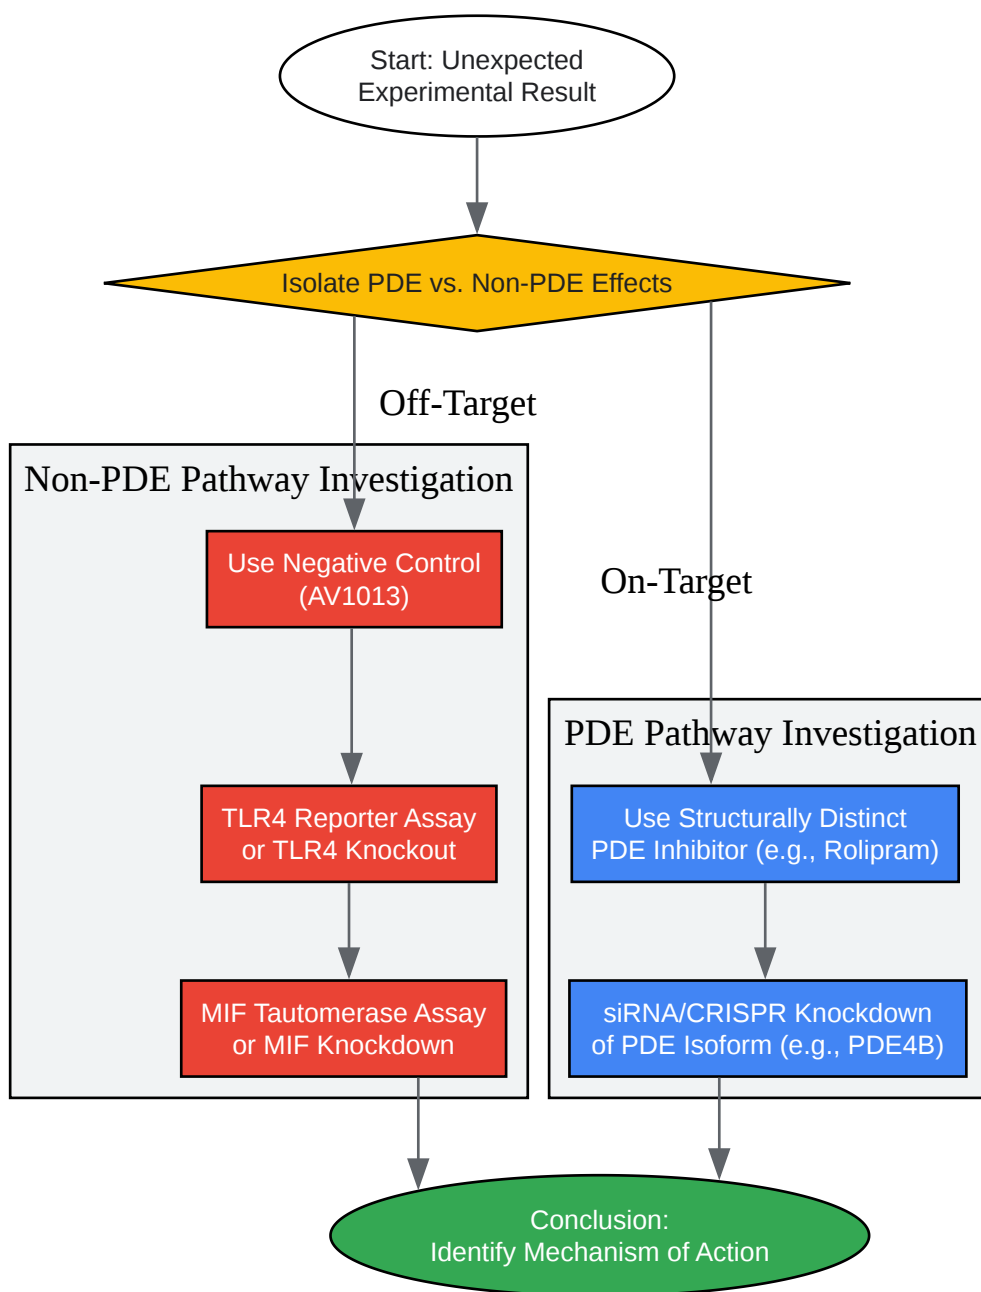 Start: Unexpected
Experimental Result
Isolate PDE vs. Non-PDE Effects
Off-Target
Non-PDE Pathway Investigation
Use Negative Control
(AV1013)
TLR4 Reporter Assay
or TLR4 Knockout
MIF Tautomerase Assay
or MIF Knockdown
On-Target
PDE Pathway Investigation
Use Structurally Distinct
PDE Inhibitor (e.g., Rolipram)
siRNA/CRISPR Knockdown
of PDE Isoform (e.g., PDE4B)
Conclusion:
Identify Mechanism of Action